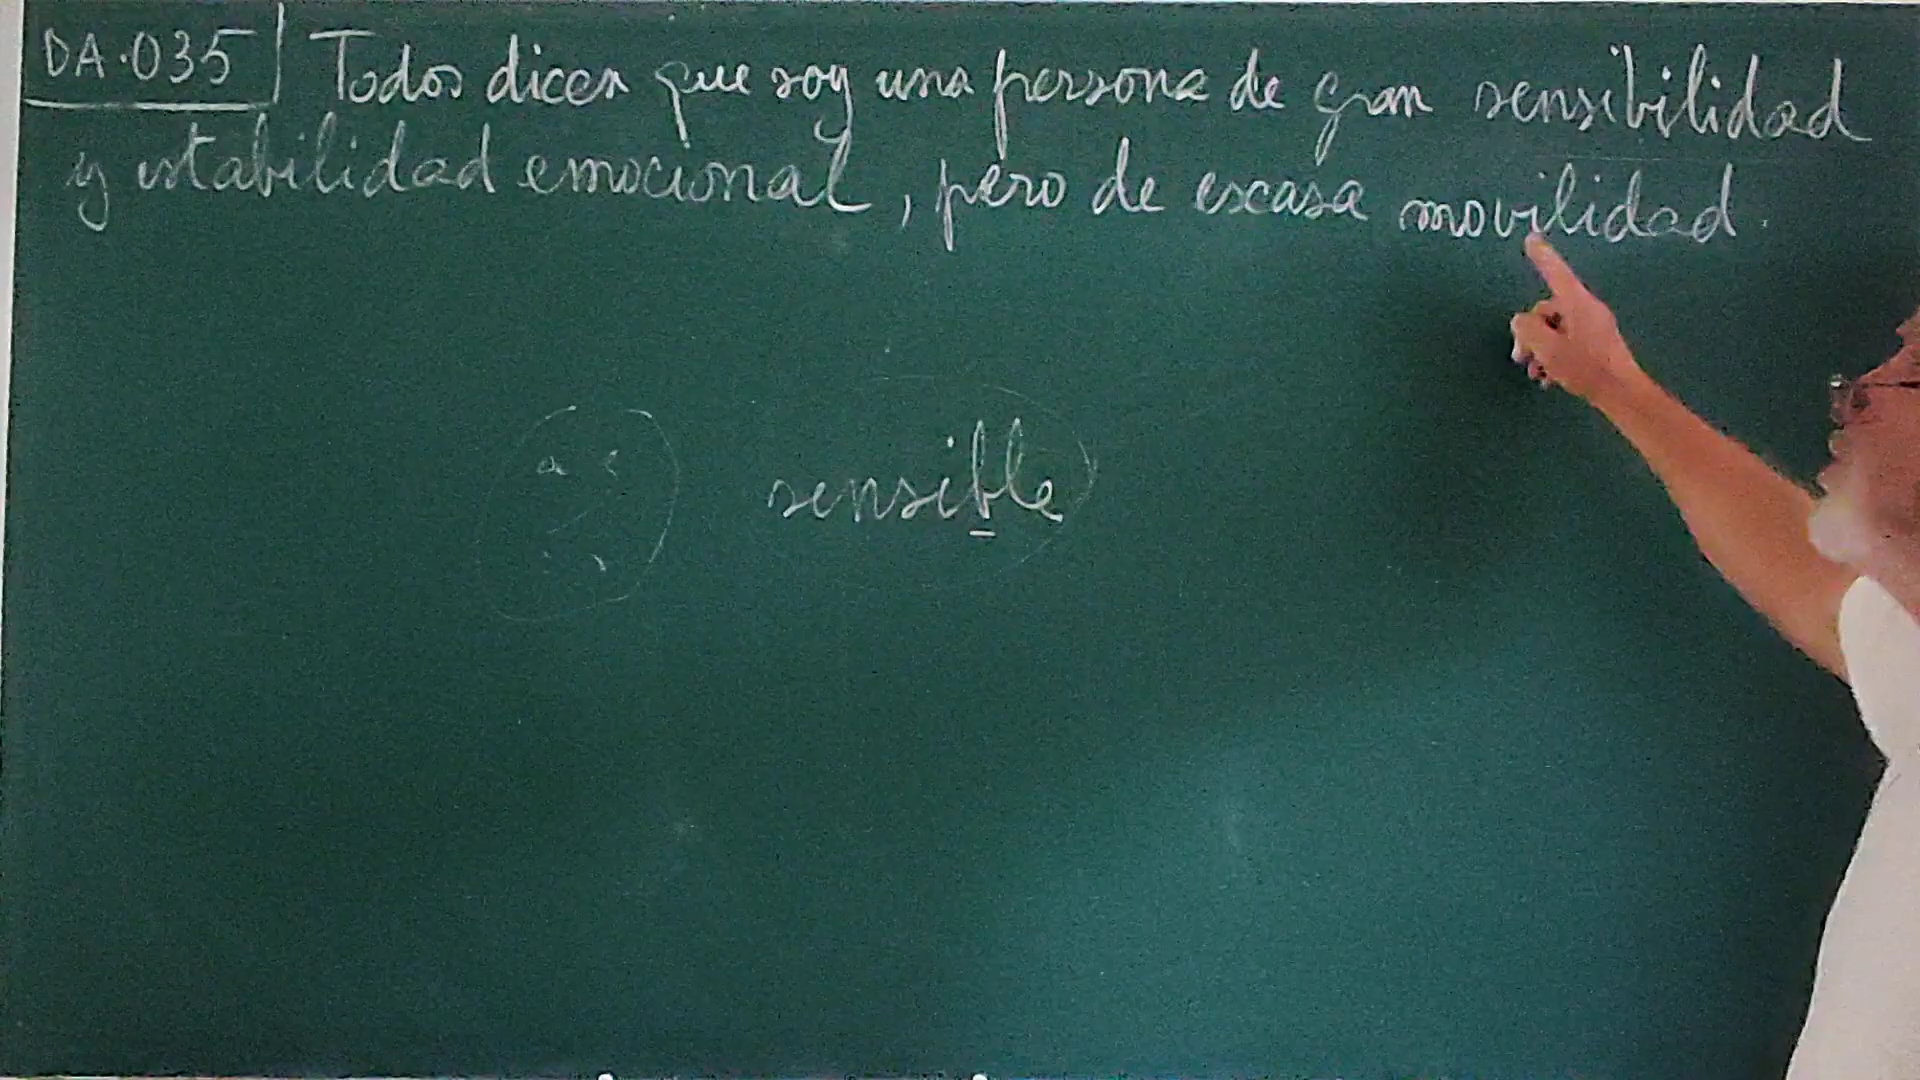 DA·035 Todos dicen que soy una persona de gran sensibilidad
y estabilidad emocional, pero de escasa movilidad.
sensible